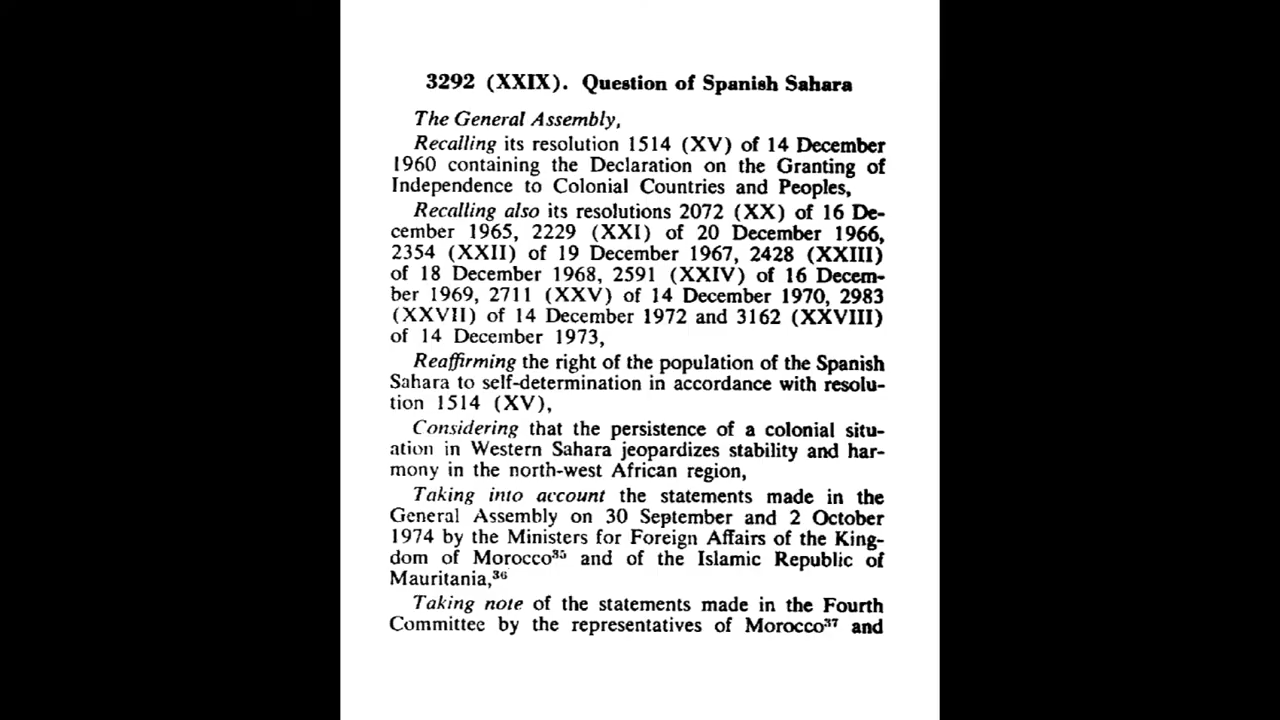 3292 (XXIX). Question of Spanish Sahara
The General Assembly,
Recalling its resolution 1514 (XV) of 14 December
1960 containing the Declaration on the Granting of
Independence to Colonial Countries and Peoples,
Recalling also its resolutions 2072 (XX) of 16 De-
cember 1965, 2229 (XXI) of 20 December 1966,
2354 (XXII) of 19 December 1967, 2428 (XXIII)
of 18 December 1968, 2591 (XXIV) of 16 Decem-
ber 1969, 2711 (XXV) of 14 December 1970, 2983
(XXVII) of 14 December 1972 and 3162 (XXVIII)
of 14 December 1973,
Reaffirming the right of the population of the Spanish
Sahara to self-determination in accordance with resolu-
tion 1514 (XV),
Considering that the persistence of a colonial situ-
ation in Western Sahara jeopardizes stability and har-
mony in the north-west African region,
Taking into account the statements made in the
General Assembly on 30 September and 2 October
1974 by the Ministers for Foreign Affairs of the King-
dom of Morocco³⁵ and of the Islamic Republic of
Mauritania,³⁶
Taking note of the statements made in the Fourth
Committee by the representatives of Morocco³⁷ and